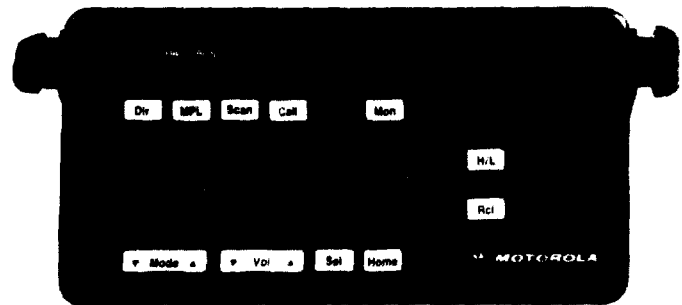 Dir MPL Scan Call Mon
H/L
Rcl
▼ Mode ▲ ▼ Vol ▲ Sel Home
MOTOROLA